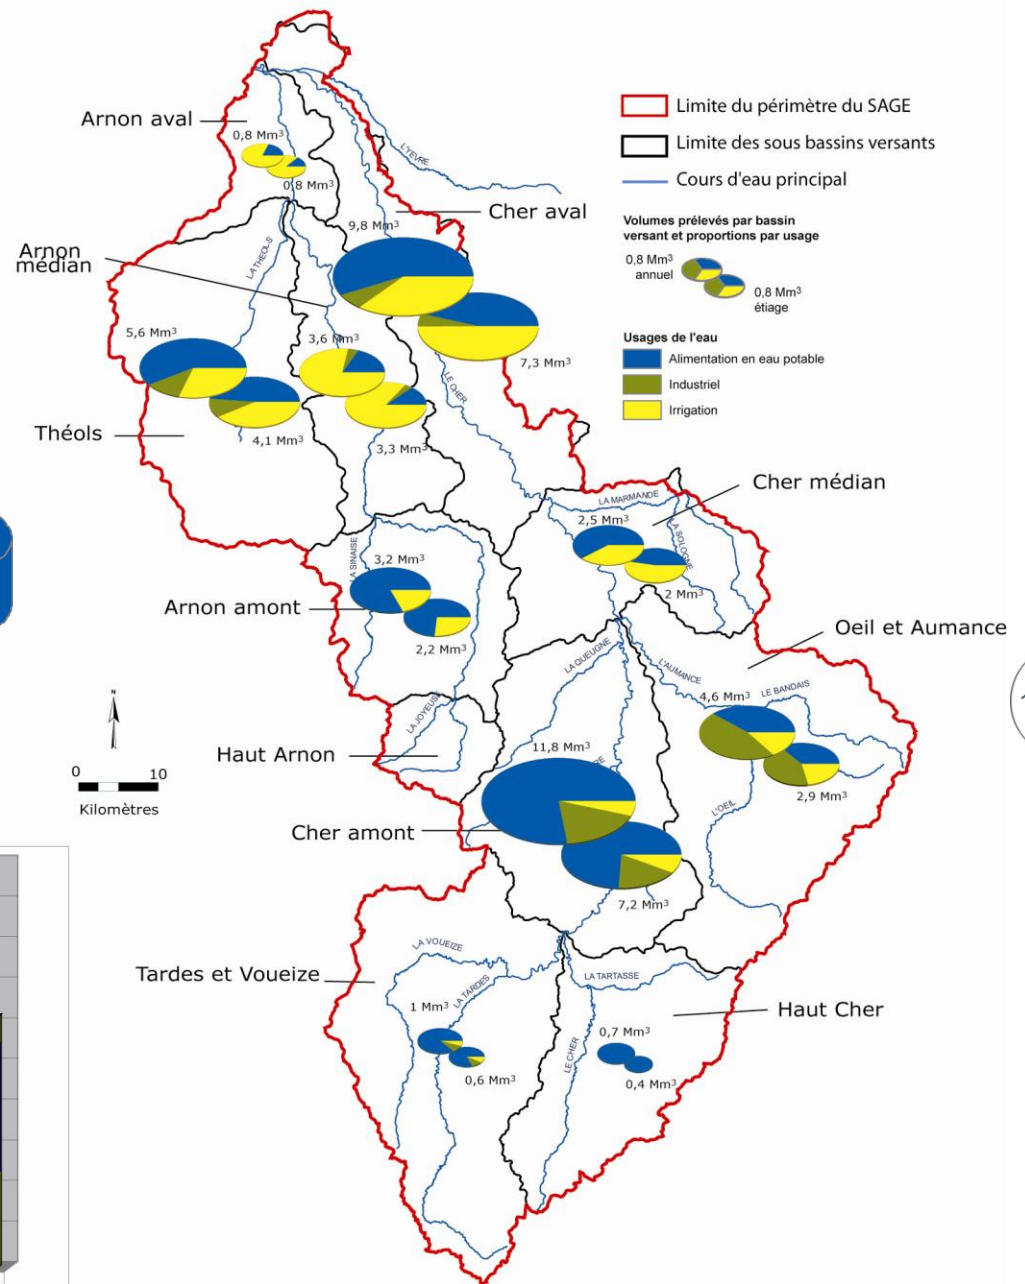 Limite du périmètre du SAGE
Limite des sous bassins versants
Cours d'eau principal
Volumes prélevés par bassin
versant et proportions par usage
0,8 Mm³
annuel
0,8 Mm³
étiage
Usages de l'eau
Alimentation en eau potable
Industriel
Irrigation
Arnon aval
0,8 Mm³
0,8 Mm³
L'YEVRE
Cher aval
9,8 Mm³
7,3 Mm³
Arnon
médian
LA THEOLS
3,6 Mm³
3,3 Mm³
5,6 Mm³
4,1 Mm³
Théols
LE CHER
Cher médian
LA MARMANDE
2,5 Mm³
LA SOLOGNE
2 Mm³
LA SINAISE
3,2 Mm³
Arnon amont
2,2 Mm³
Oeil et Aumance
LA QUEUGNE
L'AUMANCE
LE BANDAIS
4,6 Mm³
2,9 Mm³
L'OEIL
LA JOYEUSE
Haut Arnon
N
0 10
Kilomètres
11,8 Mm³
Cher amont
7,2 Mm³
Tardes et Voueize
LA VOUEIZE
LA TARDES
1 Mm³
0,6 Mm³
LA TARTASSE
Haut Cher
0,7 Mm³
LE CHER
0,4 Mm³